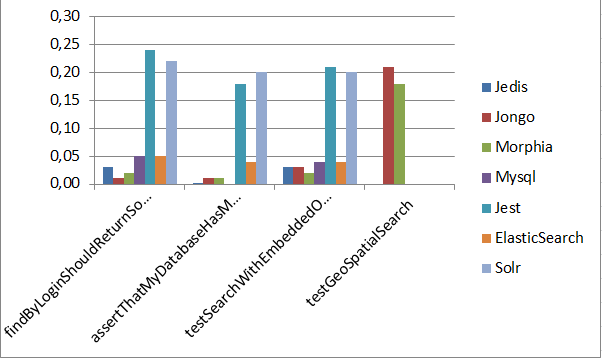 0,30
0,25
0,20
0,15
0,10
0,05
0,00
findByLoginShouldReturnSo...
assertThatMyDatabaseHasM...
testSearchWithEmbeddedO...
testGeoSpatialSearch
Jedis
Jongo
Morphia
Mysql
Jest
ElasticSearch
Solr